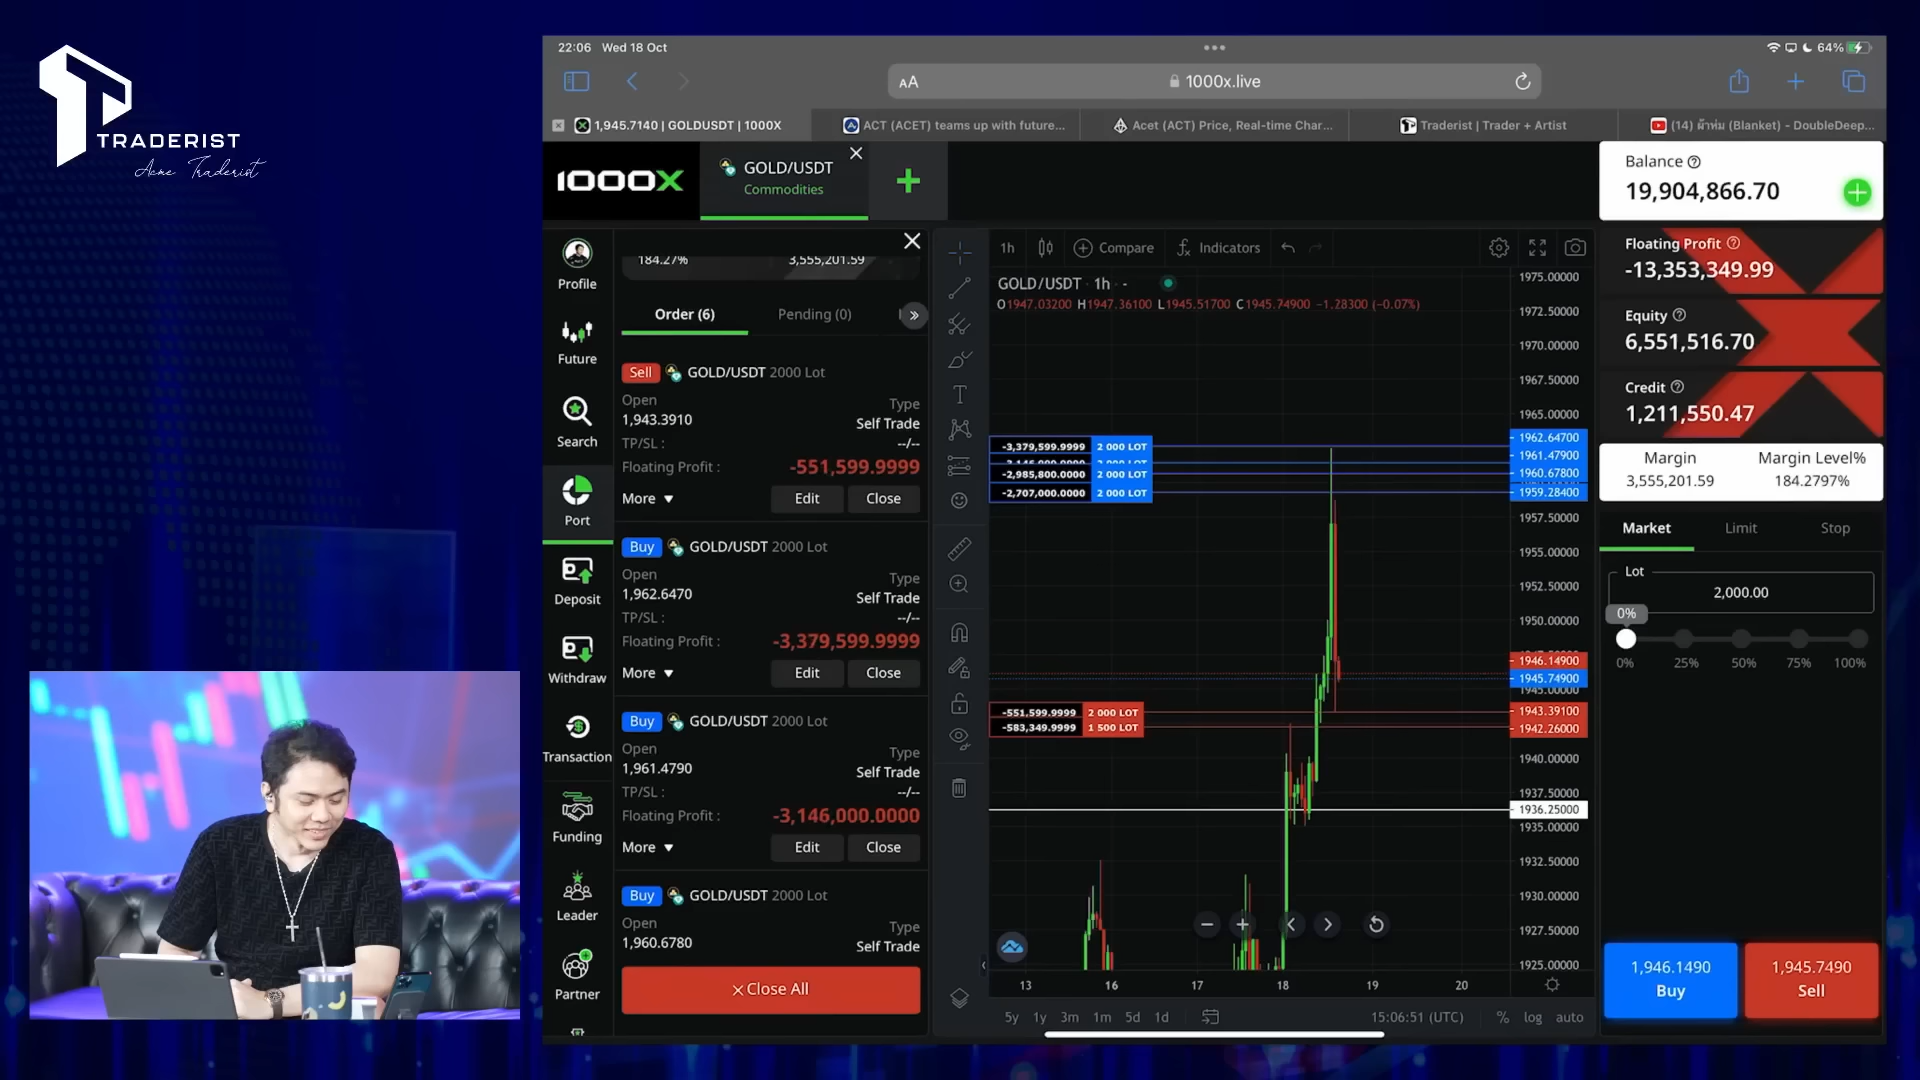 TRADERIST
Acme Traderist
22:06 Wed 18 Oct
64%
AA
1000x.live
1,945.7140 | GOLDUSDT | 1000X
ACT (ACET) teams up with future...
Acet (ACT) Price, Real-time Char...
Traderist | Trader + Artist
(14) ผ้าห่ม (Blanket) - DoubleDeep...
1000X
GOLD/USDT
Commodities
Balance
19,904,866.70
Floating Profit
-13,353,349.99
Equity
6,551,516.70
Credit
1,211,550.47
Margin
Margin Level%
3,555,201.59
184.2797%
Market
Limit
Stop
Lot
2,000.00
0%
0% 25% 50% 75% 100%
1,946.1490
Buy
1,945.7490
Sell
Profile
Future
Search
Port
Deposit
Withdraw
Transaction
Funding
Leader
Partner
184.27%
3,555,201.59
Order (6)
Pending (0)
Sell GOLD/USDT 2000 Lot
Open
Type
1,943.3910
Self Trade
TP/SL :
--/--
Floating Profit :
-551,599.9999
More
Edit
Close
Buy GOLD/USDT 2000 Lot
Open
Type
1,962.6470
Self Trade
TP/SL :
--/--
Floating Profit :
-3,379,599.9999
More
Edit
Close
Buy GOLD/USDT 2000 Lot
Open
Type
1,961.4790
Self Trade
TP/SL :
--/--
Floating Profit :
-3,146,000.0000
More
Edit
Close
Buy GOLD/USDT 2000 Lot
Open
Type
1,960.6780
Self Trade
Close All
1h
Compare
Indicators
GOLD/USDT · 1h · -
O1947.03200 H1947.36100 L1945.51700 C1945.74900 -1.28300 (-0.07%)
-3,379,599.9999 2 000 LOT
-2,985,800.0000 2 000 LOT
-2,707,000.0000 2 000 LOT
-551,599.9999 2 000 LOT
-583,349.9999 1 500 LOT
1975.00000
1972.50000
1970.00000
1967.50000
1965.00000
1962.64700
1961.47900
1960.67800
1959.28400
1957.50000
1955.00000
1952.50000
1950.00000
1946.14900
1945.74900
1945.00000
1943.39100
1942.26000
1940.00000
1937.50000
1936.25000
1935.00000
1932.50000
1930.00000
1927.50000
1925.00000
13 16 17 18 19 20
5y 1y 3m 1m 5d 1d
15:06:51 (UTC)
% log auto